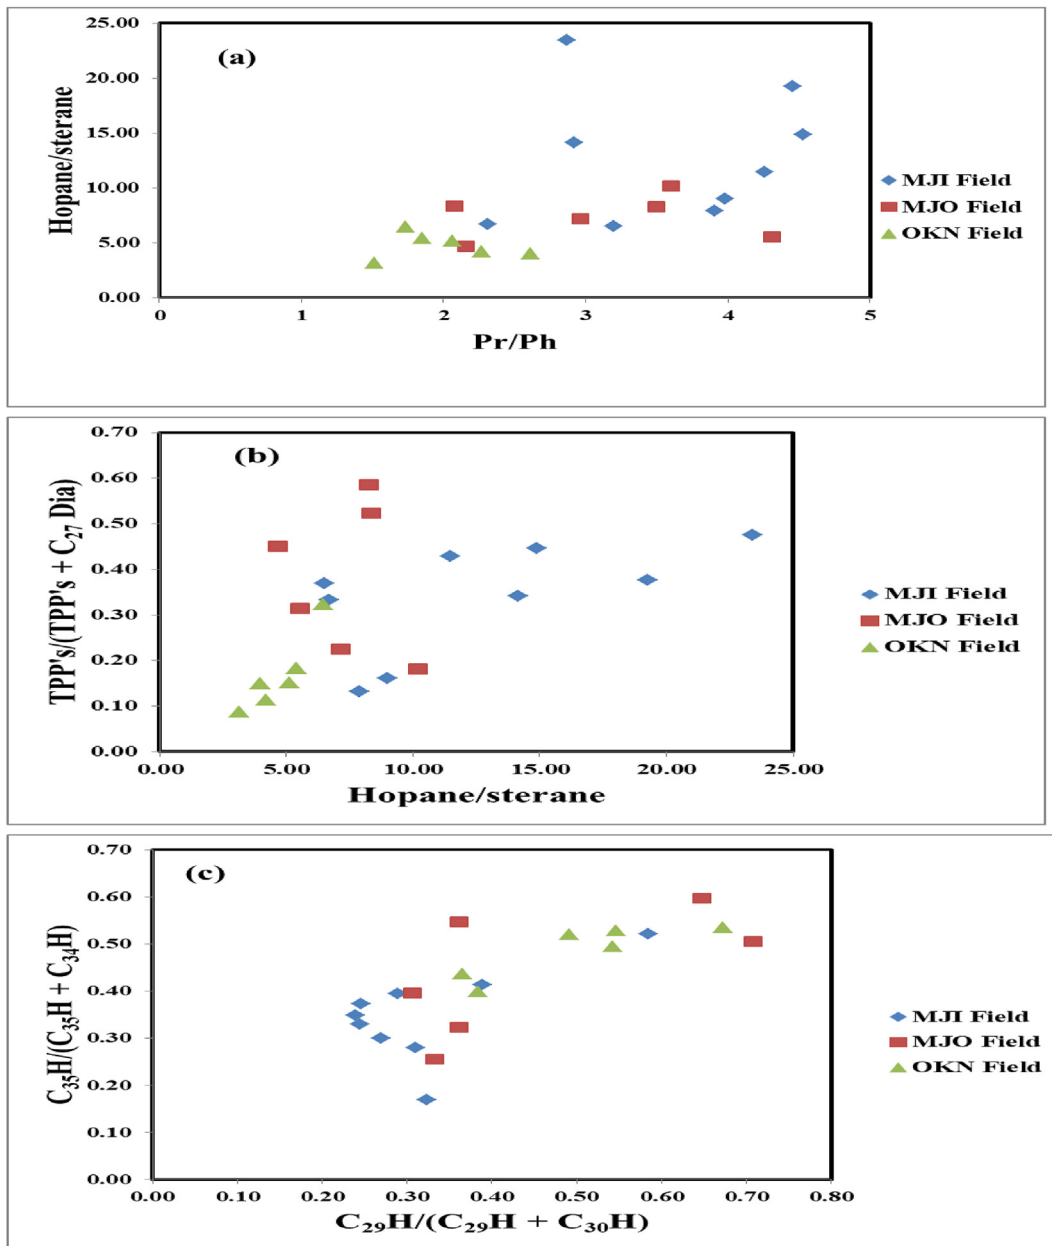 (a)
Hopane/sterane
25.00
20.00
15.00
10.00
5.00
0.00
0 1 2 3 4 5
Pr/Ph
MJI Field
MJO Field
OKN Field
(b)
TPP's/(TPP's + C₂₇ Dia)
0.70
0.60
0.50
0.40
0.30
0.20
0.10
0.00
0.00 5.00 10.00 15.00 20.00 25.00
Hopane/sterane
MJI Field
MJO Field
OKN Field
(c)
C₃₅H/(C₃₅H + C₃₄H)
0.70
0.60
0.50
0.40
0.30
0.20
0.10
0.00
0.00 0.10 0.20 0.30 0.40 0.50 0.60 0.70 0.80
C₂₉H/(C₂₉H + C₃₀H)
MJI Field
MJO Field
OKN Field